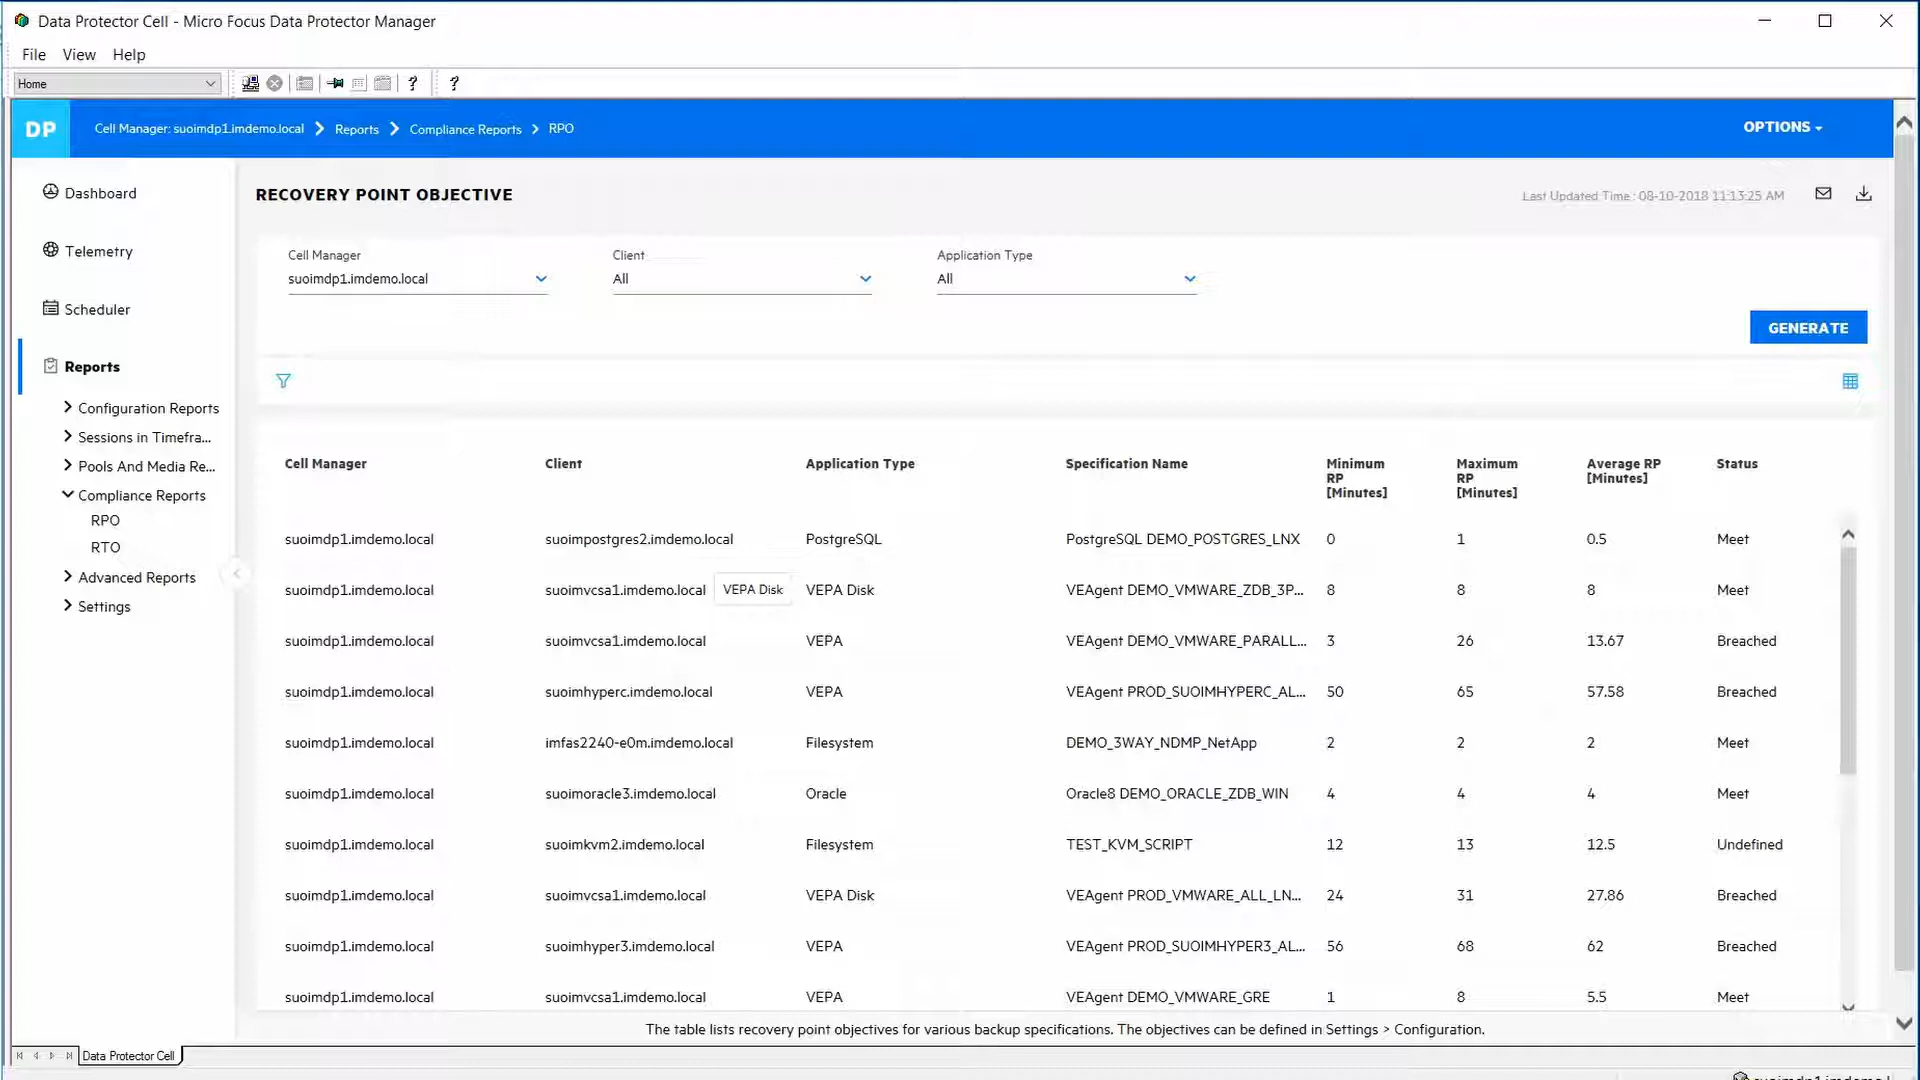 Data Protector Cell - Micro Focus Data Protector Manager
File View Help
Home
DP
Cell Manager: suoimdp1.imdemo.local > Reports > Compliance Reports > RPO
OPTIONS
Dashboard
Telemetry
Scheduler
Reports
Configuration Reports
Sessions in Timefra...
Pools And Media Re...
Compliance Reports
RPO
RTO
Advanced Reports
Settings
RECOVERY POINT OBJECTIVE
Last Updated Time : 08-10-2018 11:13:25 AM
Cell Manager Client Application Type
suoimdp1.imdemo.local All All
GENERATE
Cell Manager Client Application Type Specification Name Minimum RP [Minutes] Maximum RP [Minutes] Average RP [Minutes] Status
suoimdp1.imdemo.local suoimpostgres2.imdemo.local PostgreSQL PostgreSQL DEMO_POSTGRES_LNX 0 1 0.5 Meet
suoimdp1.imdemo.local suoimvcsa1.imdemo.local VEPA Disk VEPA Disk VEAgent DEMO_VMWARE_ZDB_3P... 8 8 8 Meet
suoimdp1.imdemo.local suoimvcsa1.imdemo.local VEPA VEAgent DEMO_VMWARE_PARALL... 3 26 13.67 Breached
suoimdp1.imdemo.local suoimhyperc.imdemo.local VEPA VEAgent PROD_SUOIMHYPERC_AL... 50 65 57.58 Breached
suoimdp1.imdemo.local imfas2240-e0m.imdemo.local Filesystem DEMO_3WAY_NDMP_NetApp 2 2 2 Meet
suoimdp1.imdemo.local suoimoracle3.imdemo.local Oracle Oracle8 DEMO_ORACLE_ZDB_WIN 4 4 4 Meet
suoimdp1.imdemo.local suoimkvm2.imdemo.local Filesystem TEST_KVM_SCRIPT 12 13 12.5 Undefined
suoimdp1.imdemo.local suoimvcsa1.imdemo.local VEPA Disk VEAgent PROD_VMWARE_ALL_LN... 24 31 27.86 Breached
suoimdp1.imdemo.local suoimhyper3.imdemo.local VEPA VEAgent PROD_SUOIMHYPER3_AL... 56 68 62 Breached
suoimdp1.imdemo.local suoimvcsa1.imdemo.local VEPA VEAgent DEMO_VMWARE_GRE 1 8 5.5 Meet
The table lists recovery point objectives for various backup specifications. The objectives can be defined in Settings > Configuration.
Data Protector Cell